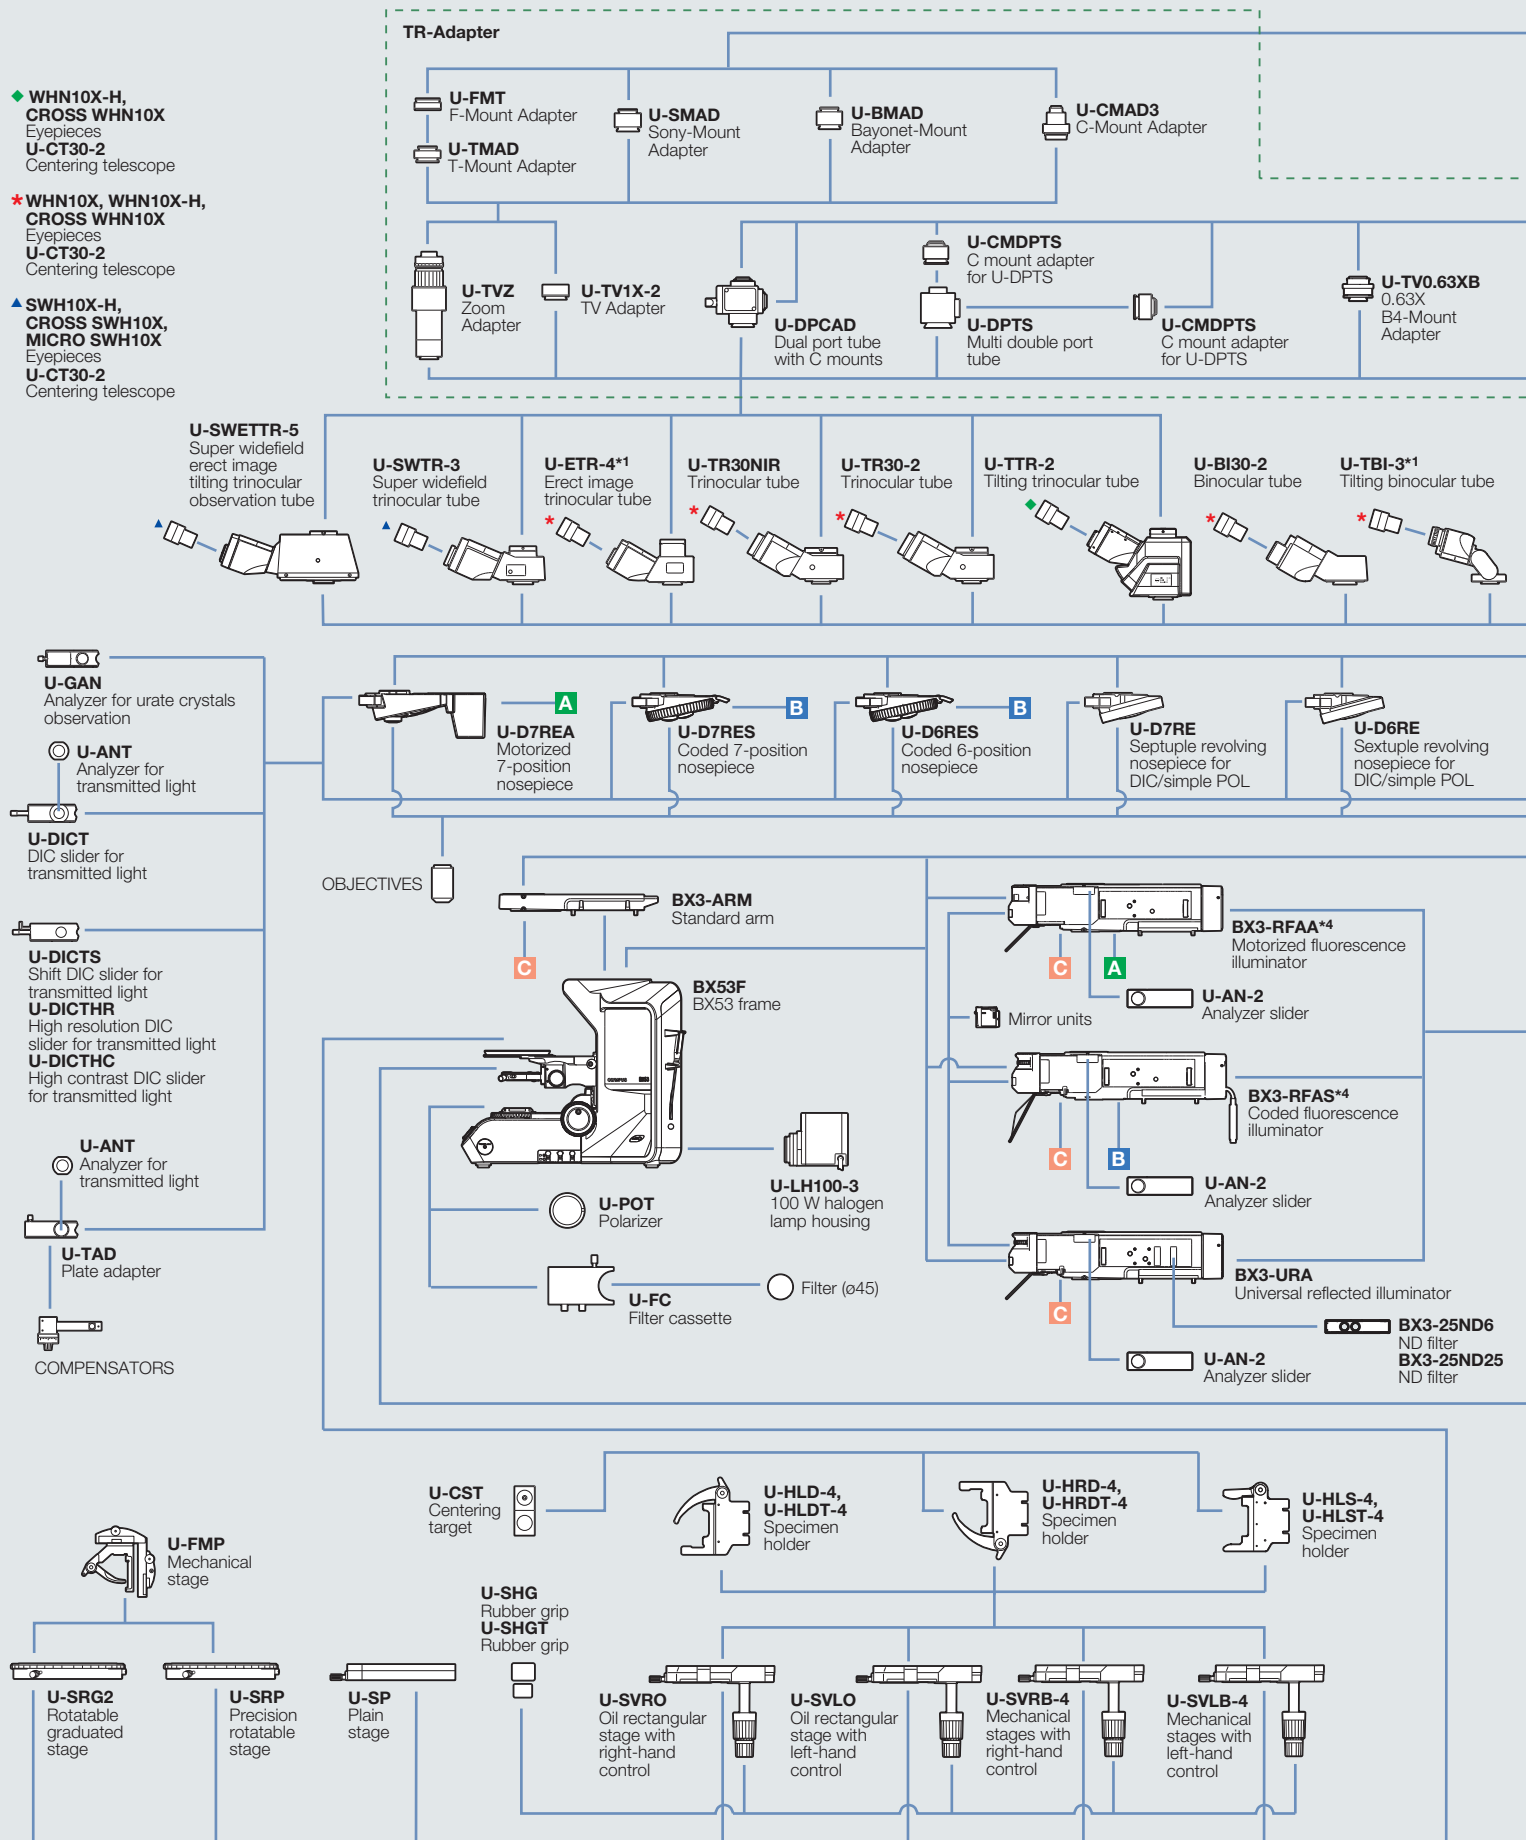 TR-Adapter
◆ WHN10X-H,
CROSS WHN10X
Eyepieces
U-CT30-2
Centering telescope
* WHN10X, WHN10X-H,
CROSS WHN10X
Eyepieces
U-CT30-2
Centering telescope
▲ SWH10X-H,
CROSS SWH10X,
MICRO SWH10X
Eyepieces
U-CT30-2
Centering telescope
U-FMT
F-Mount Adapter
U-TMAD
T-Mount Adapter
U-SMAD
Sony-Mount
Adapter
U-BMAD
Bayonet-Mount
Adapter
U-CMAD3
C-Mount Adapter
U-TVZ
Zoom
Adapter
U-TV1X-2
TV Adapter
U-DPCAD
Dual port tube
with C mounts
U-CMDPTS
C mount adapter
for U-DPTS
U-DPTS
Multi double port
tube
U-CMDPTS
C mount adapter
for U-DPTS
U-TV0.63XB
0.63X
B4-Mount
Adapter
U-SWETTR-5
Super widefield
erect image
tilting trinocular
observation tube
U-SWTR-3
Super widefield
trinocular tube
U-ETR-4*1
Erect image
trinocular tube
U-TR30NIR
Trinocular tube
U-TR30-2
Trinocular tube
U-TTR-2
Tilting trinocular tube
U-BI30-2
Binocular tube
U-TBI-3*1
Tilting binocular tube
▲
▲
*
*
*
◆
*
*
U-GAN
Analyzer for urate crystals
observation
U-ANT
Analyzer for
transmitted light
U-DICT
DIC slider for
transmitted light
U-DICTS
Shift DIC slider for
transmitted light
U-DICTHR
High resolution DIC
slider for transmitted light
U-DICTHC
High contrast DIC slider
for transmitted light
U-ANT
Analyzer for
transmitted light
U-TAD
Plate adapter
COMPENSATORS
A
U-D7REA
Motorized
7-position
nosepiece
B
U-D7RES
Coded 7-position
nosepiece
B
U-D6RES
Coded 6-position
nosepiece
U-D7RE
Septuple revolving
nosepiece for
DIC/simple POL
U-D6RE
Sextuple revolving
nosepiece for
DIC/simple POL
OBJECTIVES
BX3-ARM
Standard arm
C
BX53F
BX53 frame
OLYMPUS
U-LH100-3
100 W halogen
lamp housing
U-POT
Polarizer
U-FC
Filter cassette
Filter (ø45)
BX3-RFAA*4
Motorized fluorescence
illuminator
C
A
U-AN-2
Analyzer slider
Mirror units
BX3-RFAS*4
Coded fluorescence
illuminator
C
B
U-AN-2
Analyzer slider
BX3-URA
Universal reflected illuminator
C
BX3-25ND6
ND filter
BX3-25ND25
ND filter
U-AN-2
Analyzer slider
U-CST
Centering
target
U-HLD-4,
U-HLDT-4
Specimen
holder
U-HRD-4,
U-HRDT-4
Specimen
holder
U-HLS-4,
U-HLST-4
Specimen
holder
U-FMP
Mechanical
stage
U-SHG
Rubber grip
U-SHGT
Rubber grip
U-SRG2
Rotatable
graduated
stage
U-SRP
Precision
rotatable
stage
U-SP
Plain
stage
U-SVRO
Oil rectangular
stage with
right-hand
control
U-SVLO
Oil rectangular
stage with
left-hand
control
U-SVRB-4
Mechanical
stages with
right-hand
control
U-SVLB-4
Mechanical
stages with
left-hand
control